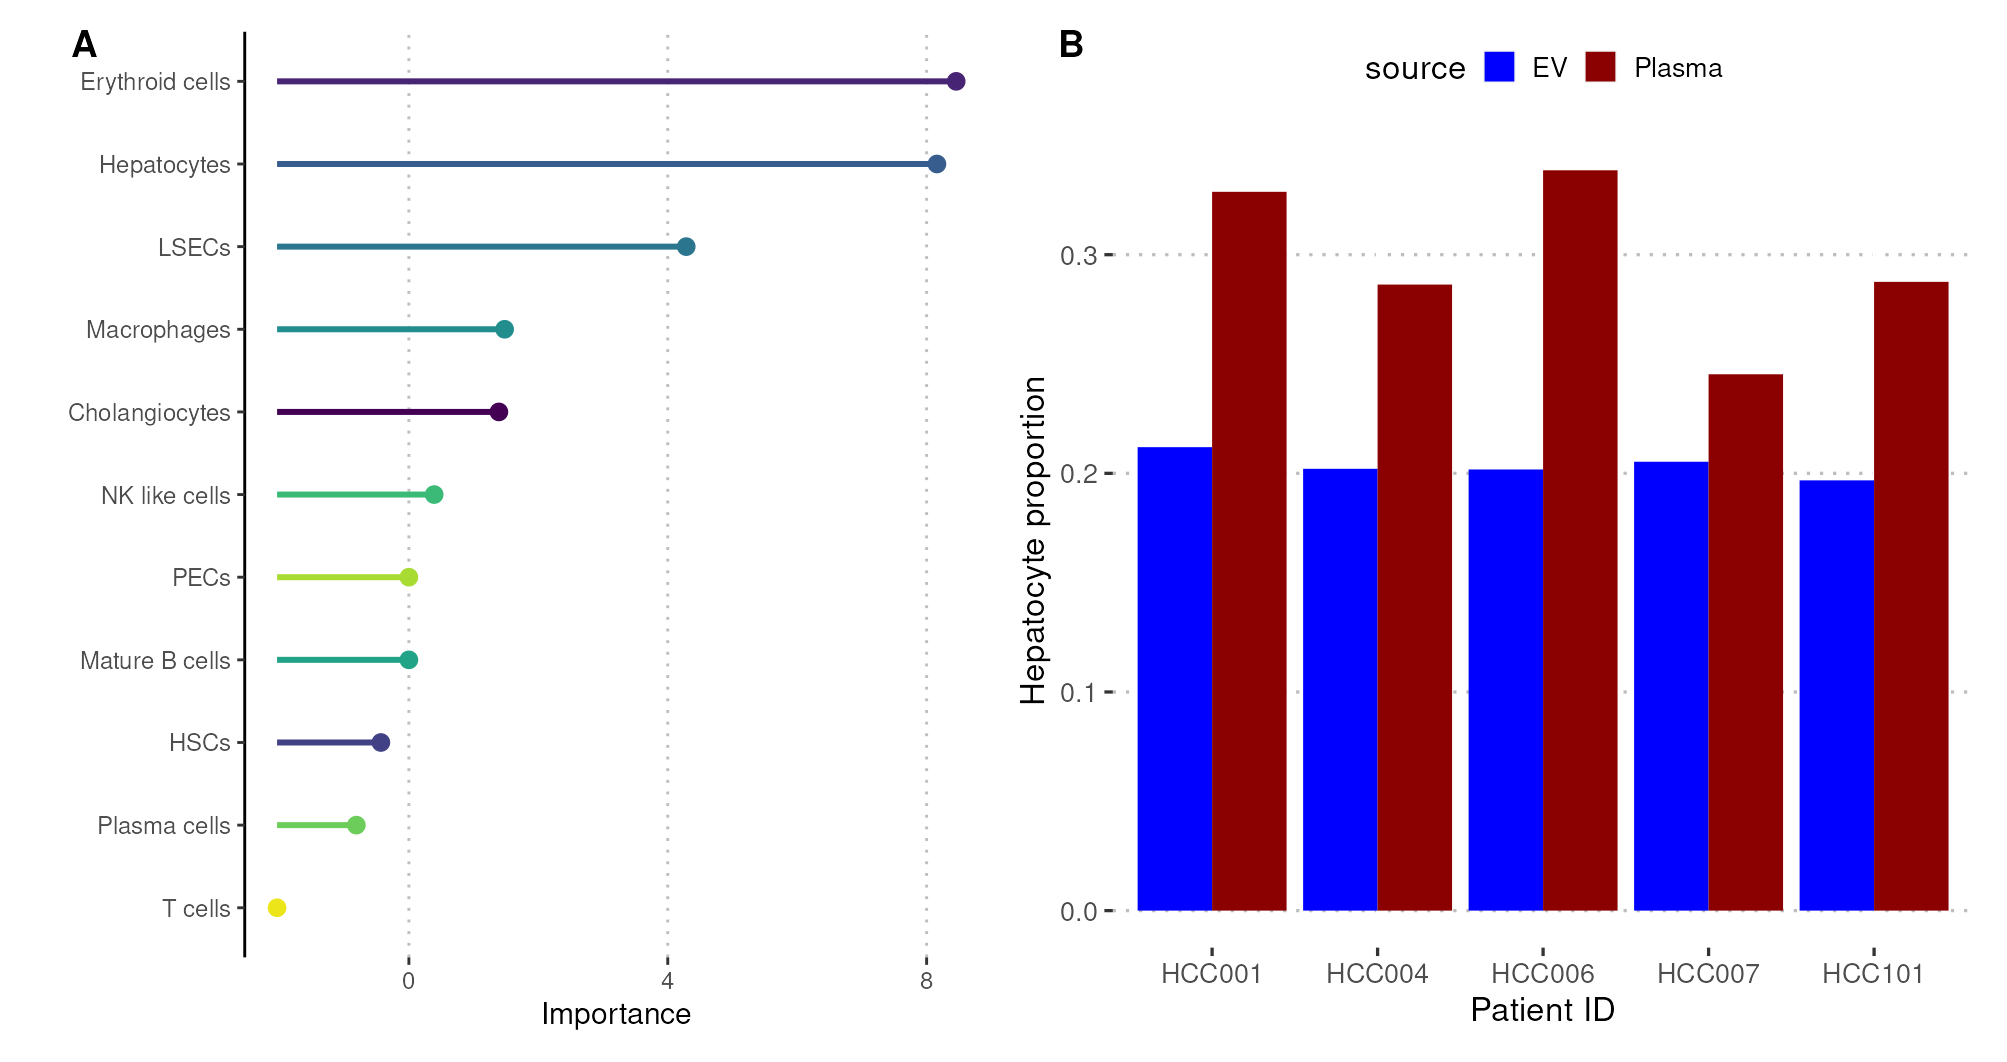 A
Erythroid cells
Hepatocytes
LSECs
Macrophages
Cholangiocytes
NK like cells
PECs
Mature B cells
HSCs
Plasma cells
T cells
0 4 8
Importance
B
source EV Plasma
Hepatocyte proportion
0.3
0.2
0.1
0.0
HCC001 HCC004 HCC006 HCC007 HCC101
Patient ID